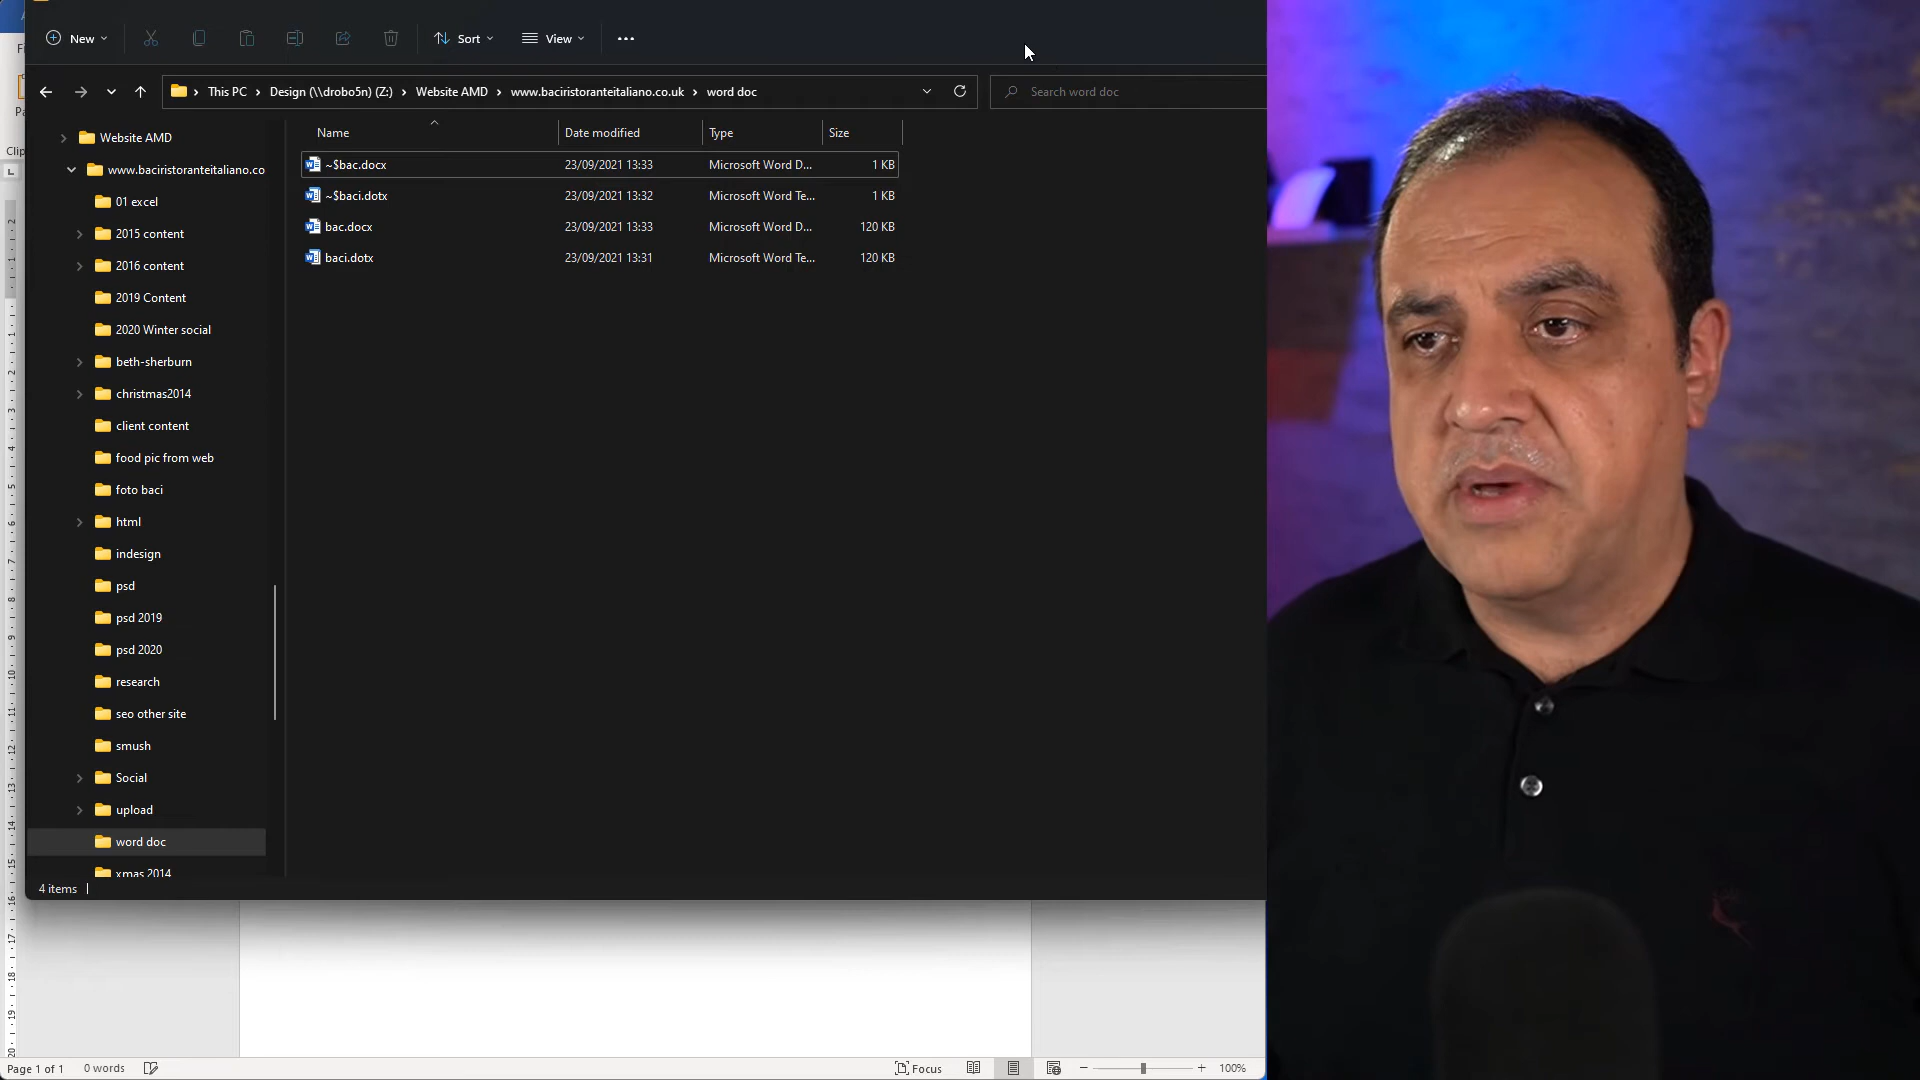 New
Sort
View
This PC
Design (\\drobo5n) (Z:)
Website AMD
www.baciristoranteitaliano.co.uk
word doc
Search word doc
Name
Date modified
Type
Size
~$bac.docx
23/09/2021 13:33
Microsoft Word D...
1 KB
~$baci.dotx
23/09/2021 13:32
Microsoft Word Te...
1 KB
bac.docx
23/09/2021 13:33
Microsoft Word D...
120 KB
baci.dotx
23/09/2021 13:31
Microsoft Word Te...
120 KB
Website AMD
www.baciristoranteitaliano.co
01 excel
2015 content
2016 content
2019 Content
2020 Winter social
beth-sherburn
christmas2014
client content
food pic from web
foto baci
html
indesign
psd
psd 2019
psd 2020
research
seo other site
smush
Social
upload
word doc
xmas 2014
4 items
Page 1 of 1
0 words
Focus
100%